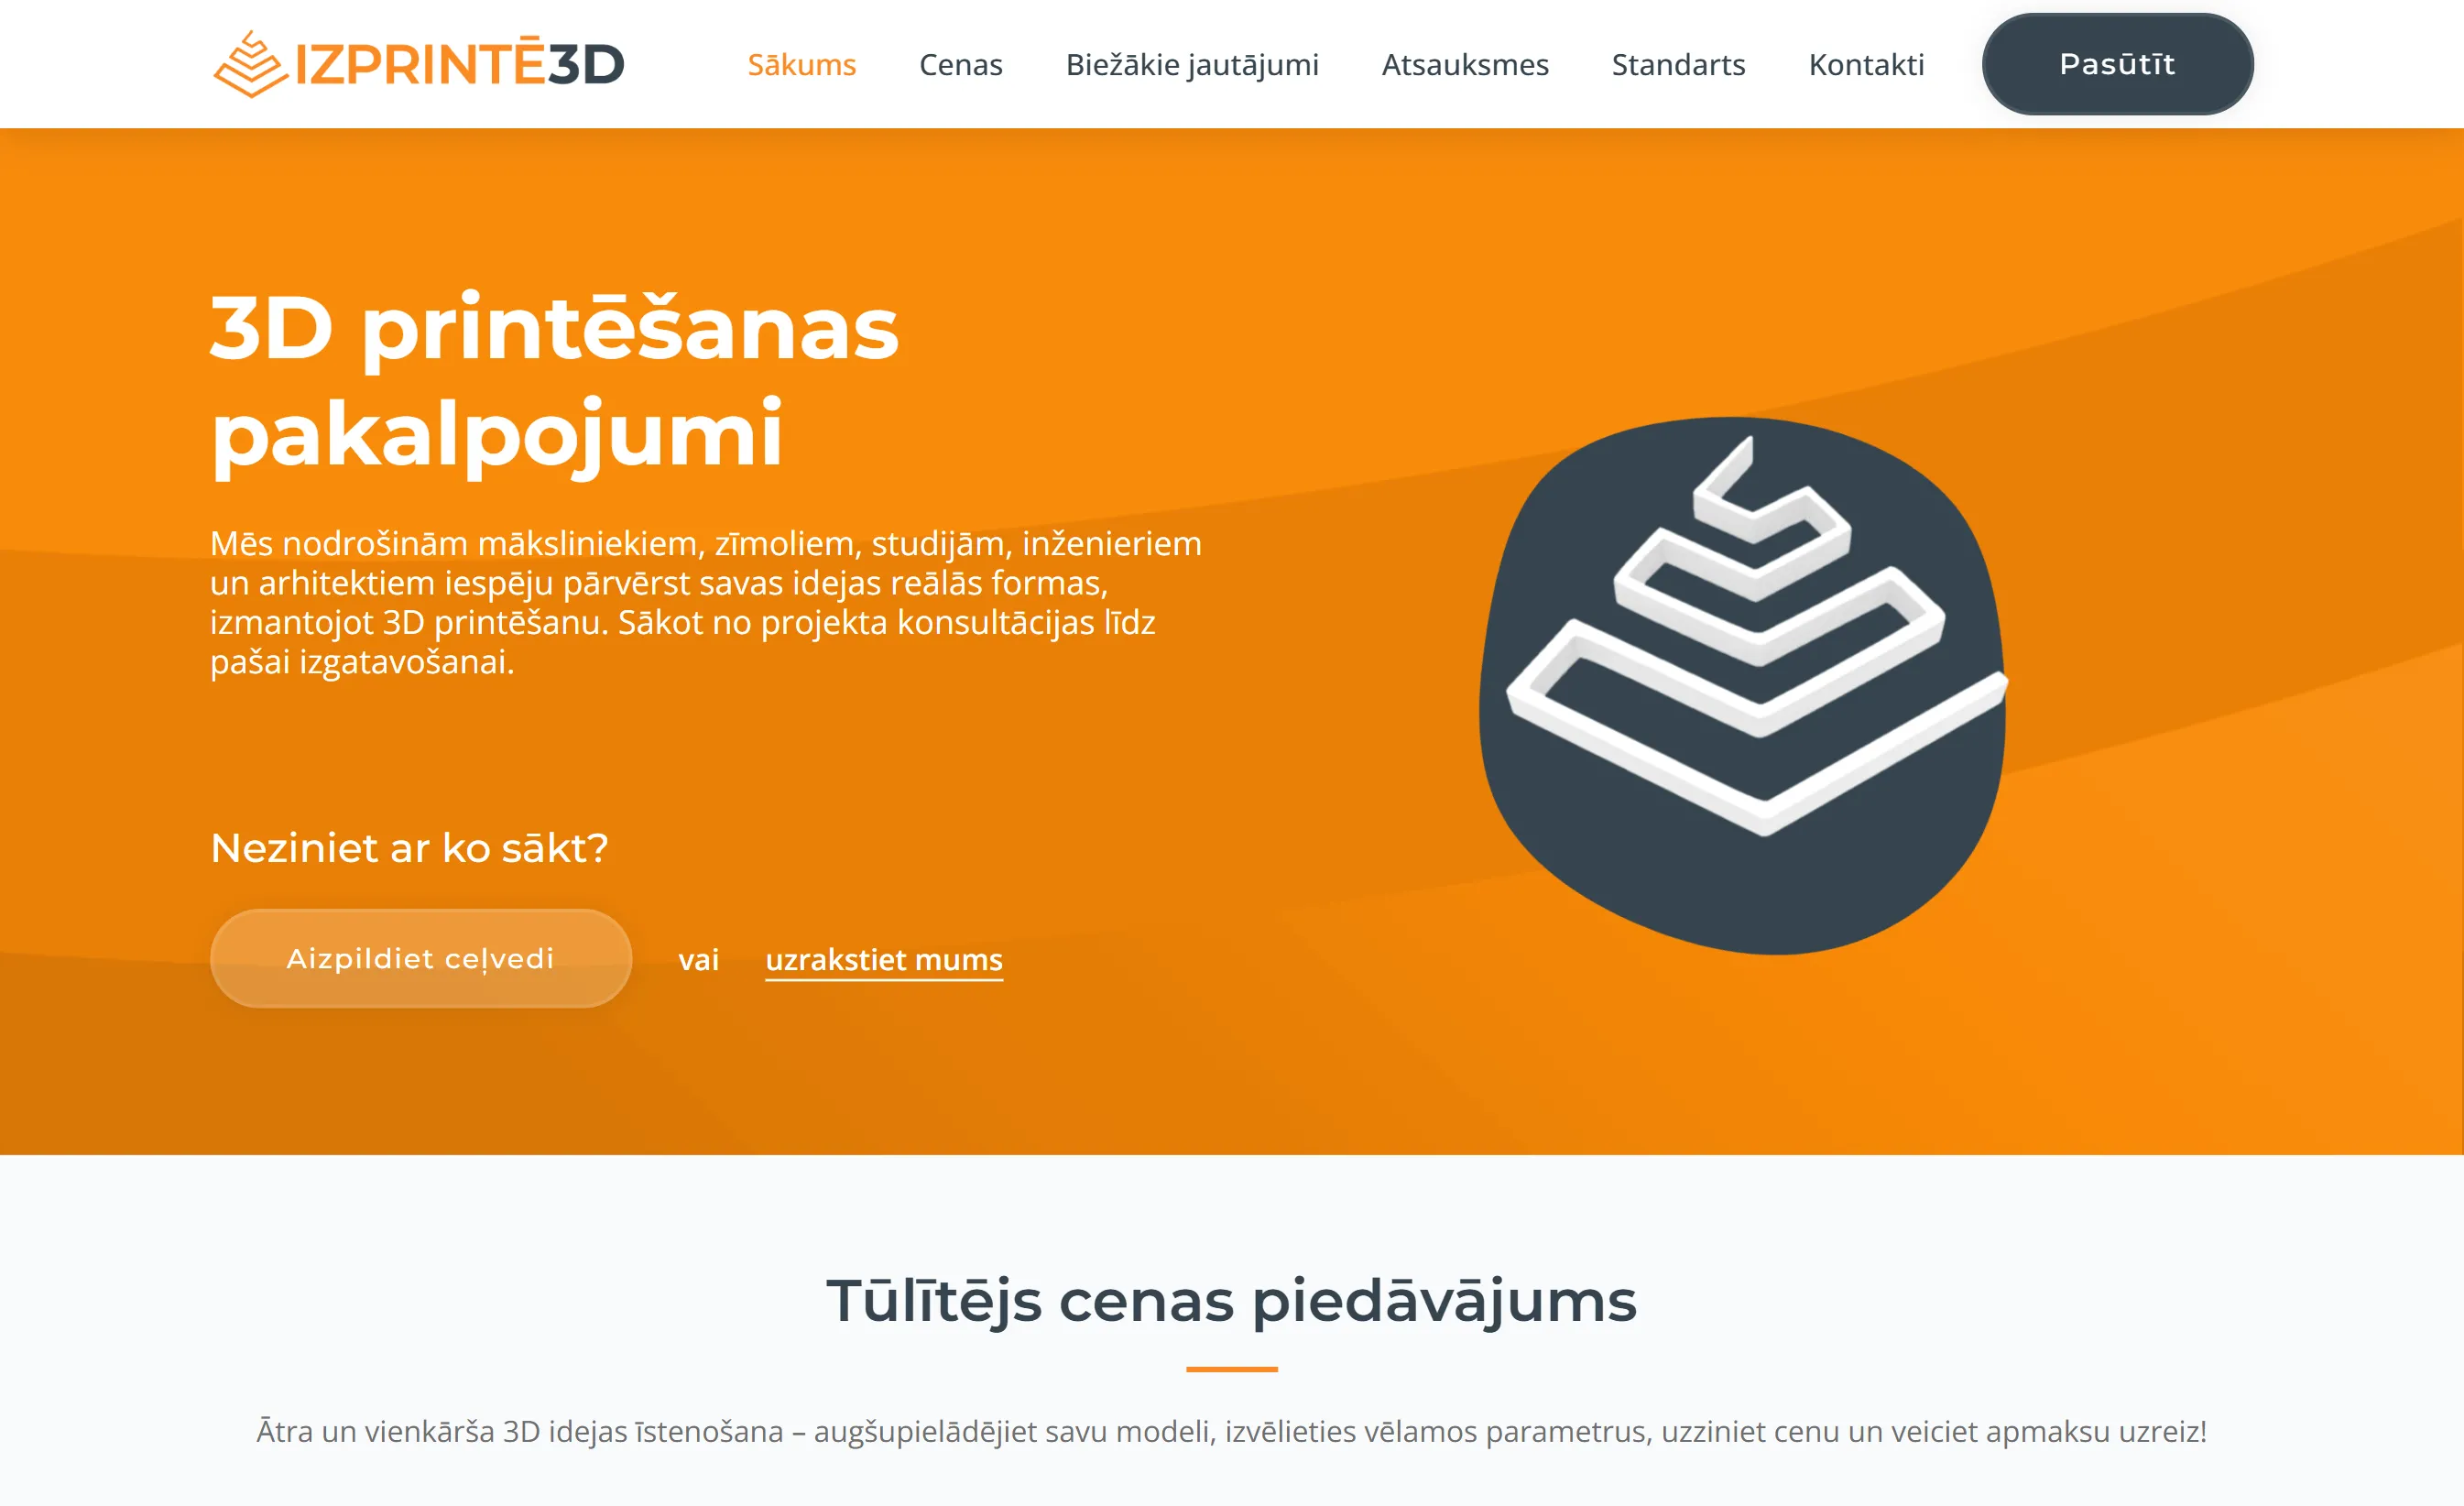 IZPRINTĒ3D
Sākums
Cenas
Biežākie jautājumi
Atsauksmes
Standarts
Kontakti
Pasūtīt
3D printēšanas
pakalpojumi
Mēs nodrošinām māksliniekiem, zīmoliem, studijām, inženieriem
un arhitektiem iespēju pārvērst savas idejas reālās formas,
izmantojot 3D printēšanu. Sākot no projekta konsultācijas līdz
pašai izgatavošanai.
Neziniet ar ko sākt?
Aizpildiet ceļvedi
vai
uzrakstiet mums
Tūlītējs cenas piedāvājums
Ātra un vienkārša 3D idejas īstenošana – augšupielādējiet savu modeli, izvēlieties vēlamos parametrus, uzziniet cenu un veiciet apmaksu uzreiz!